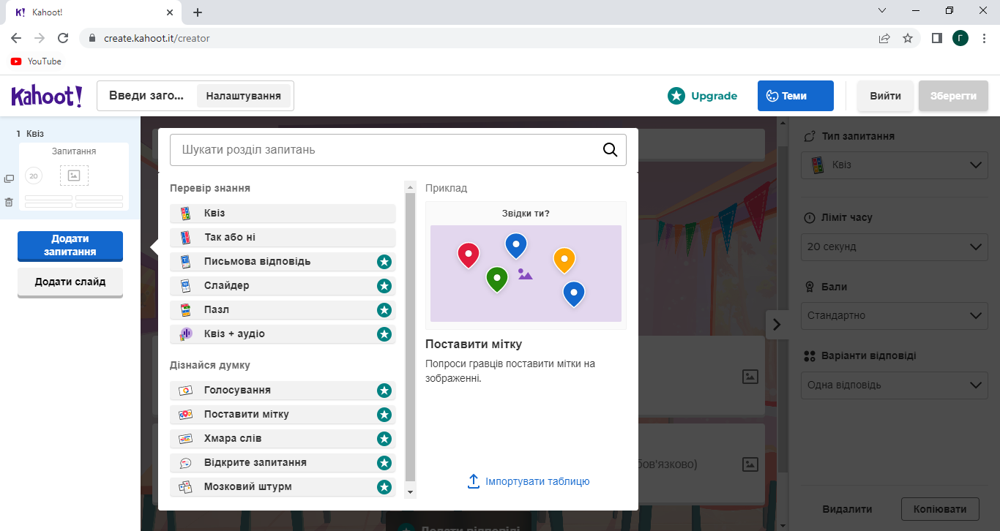 Kahoot!
create.kahoot.it/creator
Г
YouTube
Kahoot!
Введи заго...
Налаштування
Upgrade
Теми
Вийти
Зберегти
1 Квіз
Запитання
20
Додати запитання
Додати слайд
Шукати розділ запитань
Перевір знання
Квіз
Так або ні
Письмова відповідь
Слайдер
Пазл
Квіз + аудіо
Дізнайся думку
Голосування
Поставити мітку
Хмара слів
Відкрите запитання
Мозковий штурм
Приклад
Звідки ти?
Поставити мітку
Попроси гравців поставити мітки на
зображенні.
Імпортувати таблицю
бов'язково)
Додати відповіді
Тип запитання
Квіз
Ліміт часу
20 секунд
Бали
Стандартно
Варіанти відповіді
Одна відповідь
Видалити
Копіювати